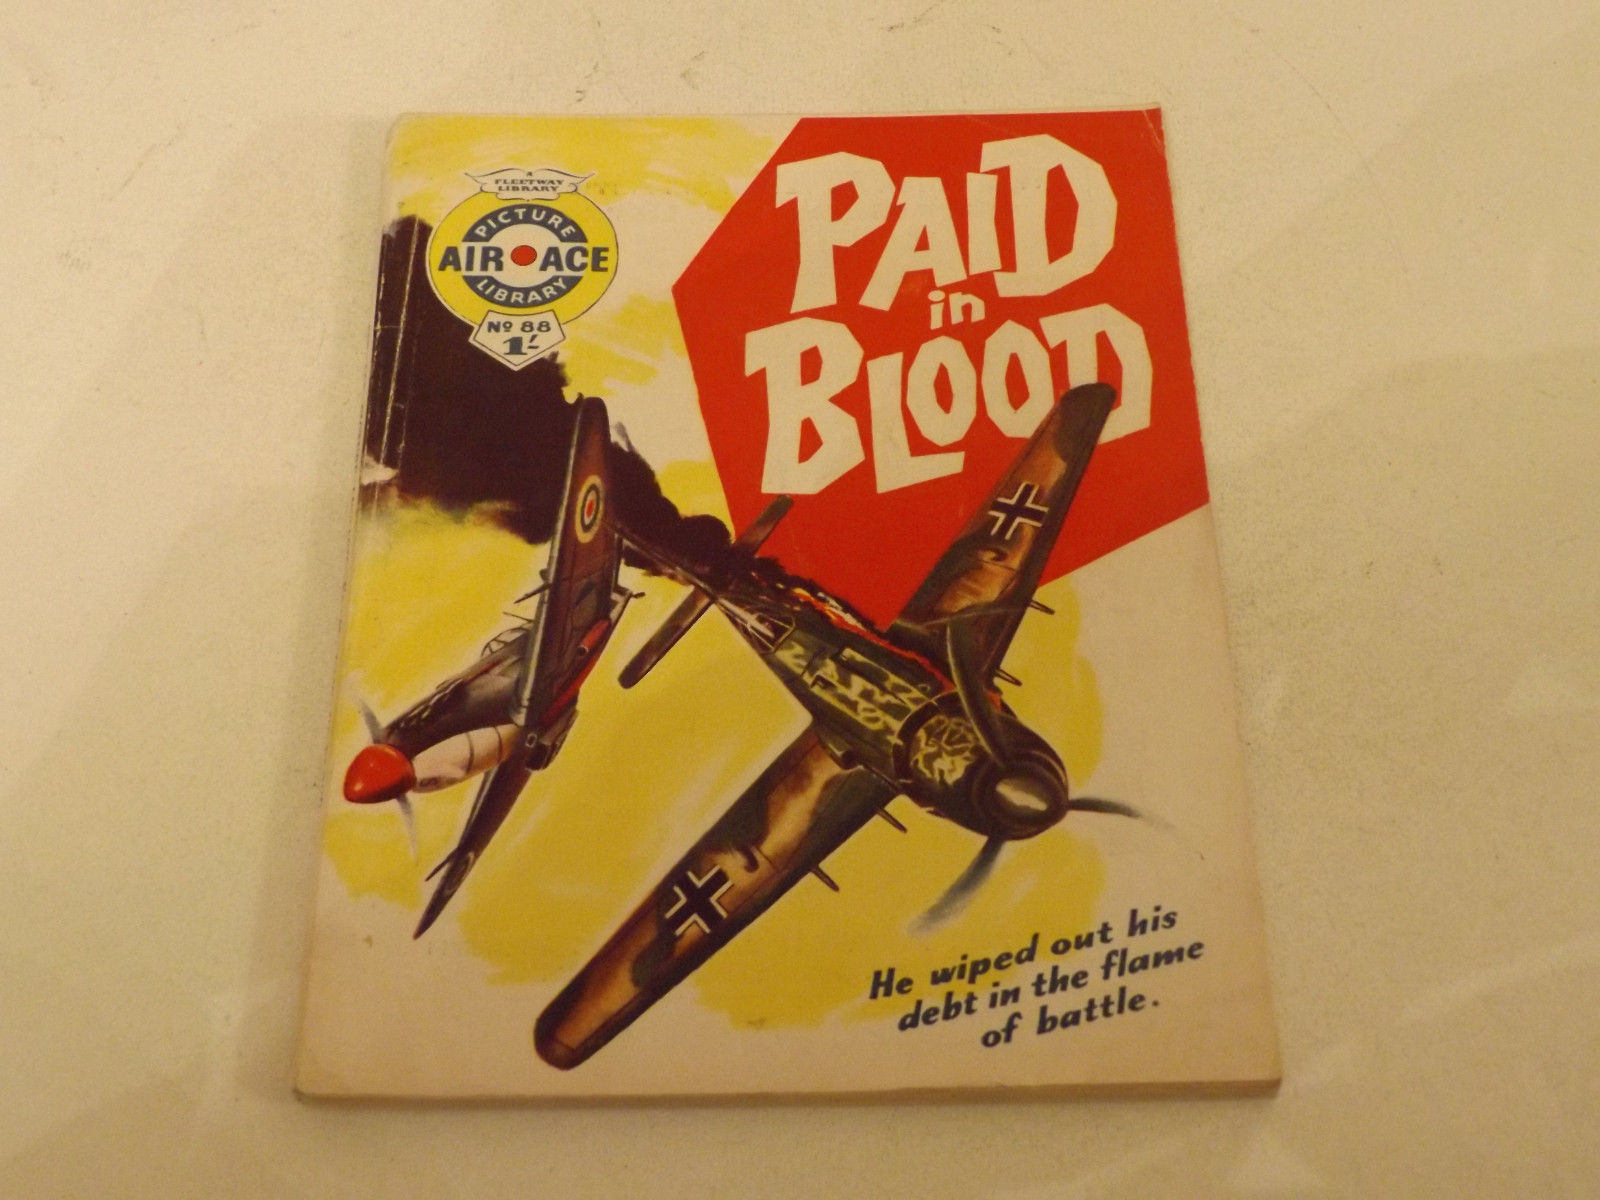 A
FLEETWAY
LIBRARY
PICTURE
AIR ACE
LIBRARY
Nº 88
1/-
PAID
in
BLOOD
He wiped out his
debt in the flame
of battle.